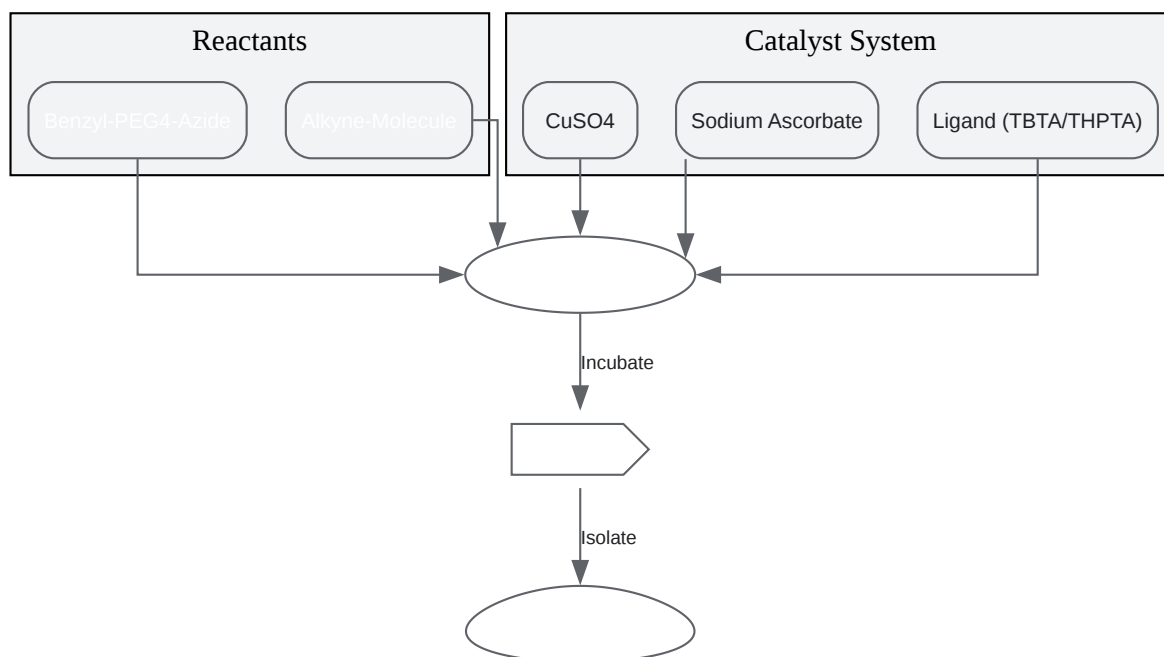 Reactants
Catalyst System
Benzyl-PEG4-Azide
Alkyne-Molecule
CuSO4
Sodium Ascorbate
Ligand (TBTA/THPTA)
Incubate
Isolate